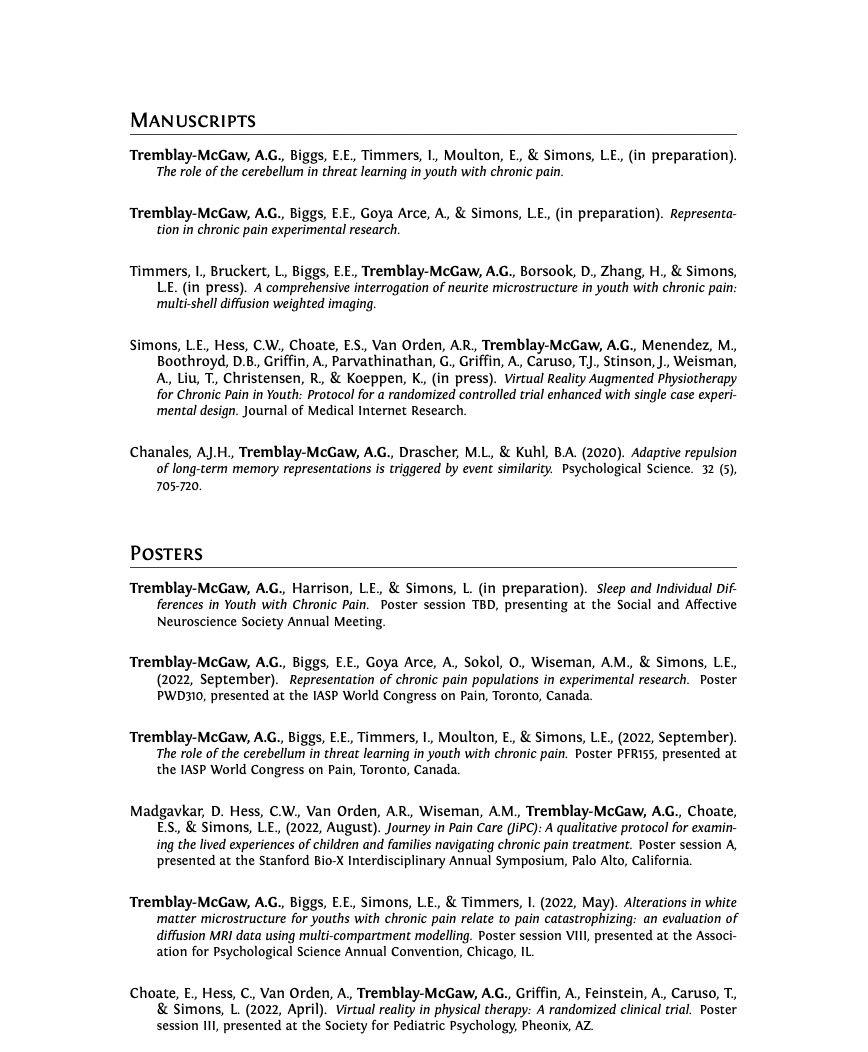 Manuscripts
Tremblay-McGaw, A.G., Biggs, E.E., Timmers, I., Moulton, E., & Simons, L.E., (in preparation).
The role of the cerebellum in threat learning in youth with chronic pain.
Tremblay-McGaw, A.G., Biggs, E.E., Goya Arce, A., & Simons, L.E., (in preparation). Representa-
tion in chronic pain experimental research.
Timmers, I., Bruckert, L., Biggs, E.E., Tremblay-McGaw, A.G., Borsook, D., Zhang, H., & Simons,
L.E. (in press). A comprehensive interrogation of neurite microstructure in youth with chronic pain:
multi-shell diffusion weighted imaging.
Simons, L.E., Hess, C.W., Choate, E.S., Van Orden, A.R., Tremblay-McGaw, A.G., Menendez, M.,
Boothroyd, D.B., Griffin, A., Parvathinathan, G., Griffin, A., Caruso, T.J., Stinson, J., Weisman,
A., Liu, T., Christensen, R., & Koeppen, K., (in press). Virtual Reality Augmented Physiotherapy
for Chronic Pain in Youth: Protocol for a randomized controlled trial enhanced with single case experi-
mental design. Journal of Medical Internet Research.
Chanales, A.J.H., Tremblay-McGaw, A.G., Drascher, M.L., & Kuhl, B.A. (2020). Adaptive repulsion
of long-term memory representations is triggered by event similarity. Psychological Science. 32 (5),
705-720.
Posters
Tremblay-McGaw, A.G., Harrison, L.E., & Simons, L. (in preparation). Sleep and Individual Dif-
ferences in Youth with Chronic Pain. Poster session TBD, presenting at the Social and Affective
Neuroscience Society Annual Meeting.
Tremblay-McGaw, A.G., Biggs, E.E., Goya Arce, A., Sokol, O., Wiseman, A.M., & Simons, L.E.,
(2022, September). Representation of chronic pain populations in experimental research. Poster
PWD310, presented at the IASP World Congress on Pain, Toronto, Canada.
Tremblay-McGaw, A.G., Biggs, E.E., Timmers, I., Moulton, E., & Simons, L.E., (2022, September).
The role of the cerebellum in threat learning in youth with chronic pain. Poster PFR155, presented at
the IASP World Congress on Pain, Toronto, Canada.
Madgavkar, D. Hess, C.W., Van Orden, A.R., Wiseman, A.M., Tremblay-McGaw, A.G., Choate,
E.S., & Simons, L.E., (2022, August). Journey in Pain Care (JiPC): A qualitative protocol for examin-
ing the lived experiences of children and families navigating chronic pain treatment. Poster session A,
presented at the Stanford Bio-X Interdisciplinary Annual Symposium, Palo Alto, California.
Tremblay-McGaw, A.G., Biggs, E.E., Simons, L.E., & Timmers, I. (2022, May). Alterations in white
matter microstructure for youths with chronic pain relate to pain catastrophizing: an evaluation of
diffusion MRI data using multi-compartment modelling. Poster session VIII, presented at the Associ-
ation for Psychological Science Annual Convention, Chicago, IL.
Choate, E., Hess, C., Van Orden, A., Tremblay-McGaw, A.G., Griffin, A., Feinstein, A., Caruso, T.,
& Simons, L. (2022, April). Virtual reality in physical therapy: A randomized clinical trial. Poster
session III, presented at the Society for Pediatric Psychology, Pheonix, AZ.